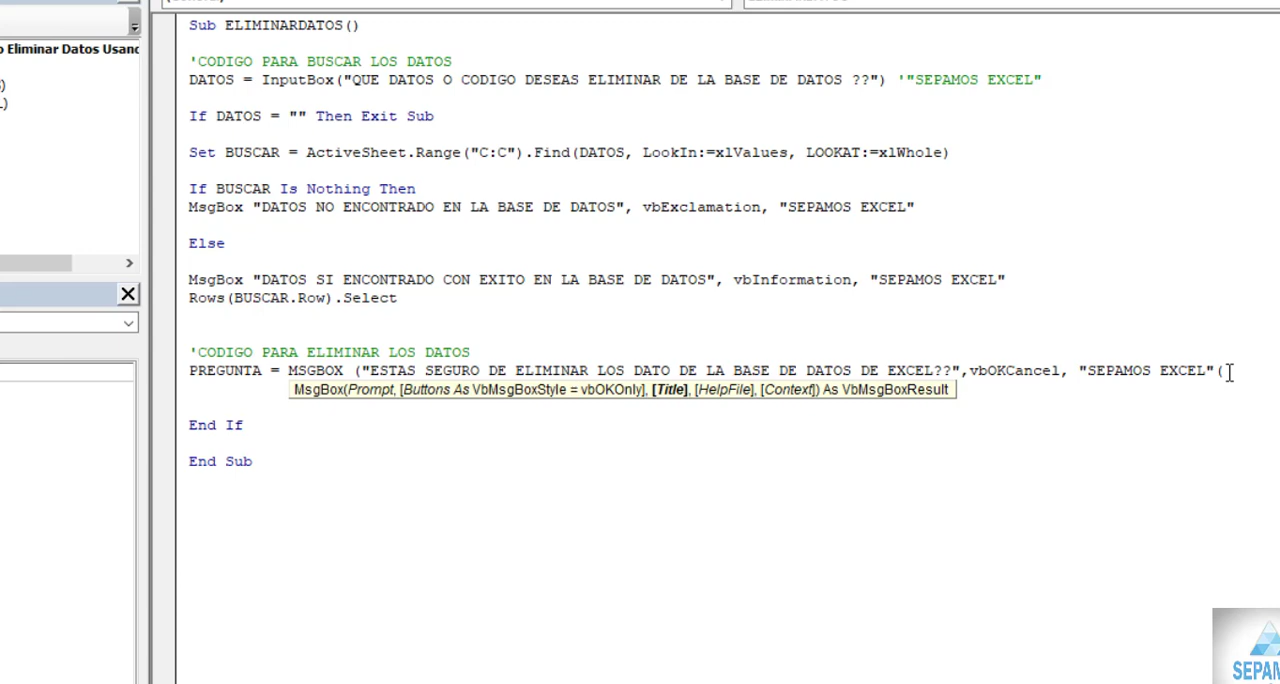 o Eliminar Datos Usand
Sub ELIMINARDATOS()
'CODIGO PARA BUSCAR LOS DATOS
DATOS = InputBox("QUE DATOS O CODIGO DESEAS ELIMINAR DE LA BASE DE DATOS ??") '"SEPAMOS EXCEL"
If DATOS = "" Then Exit Sub
Set BUSCAR = ActiveSheet.Range("C:C").Find(DATOS, LookIn:=xlValues, LOOKAT:=xlWhole)
If BUSCAR Is Nothing Then
MsgBox "DATOS NO ENCONTRADO EN LA BASE DE DATOS", vbExclamation, "SEPAMOS EXCEL"
Else
MsgBox "DATOS SI ENCONTRADO CON EXITO EN LA BASE DE DATOS", vbInformation, "SEPAMOS EXCEL"
Rows(BUSCAR.Row).Select
'CODIGO PARA ELIMINAR LOS DATOS
PREGUNTA = MSGBOX ("ESTAS SEGURO DE ELIMINAR LOS DATO DE LA BASE DE DATOS DE EXCEL??",vbOKCancel, "SEPAMOS EXCEL"(
MsgBox(Prompt, [Buttons As VbMsgBoxStyle = vbOKOnly], [Title], [HelpFile], [Context]) As VbMsgBoxResult
End If
End Sub
SEPAM